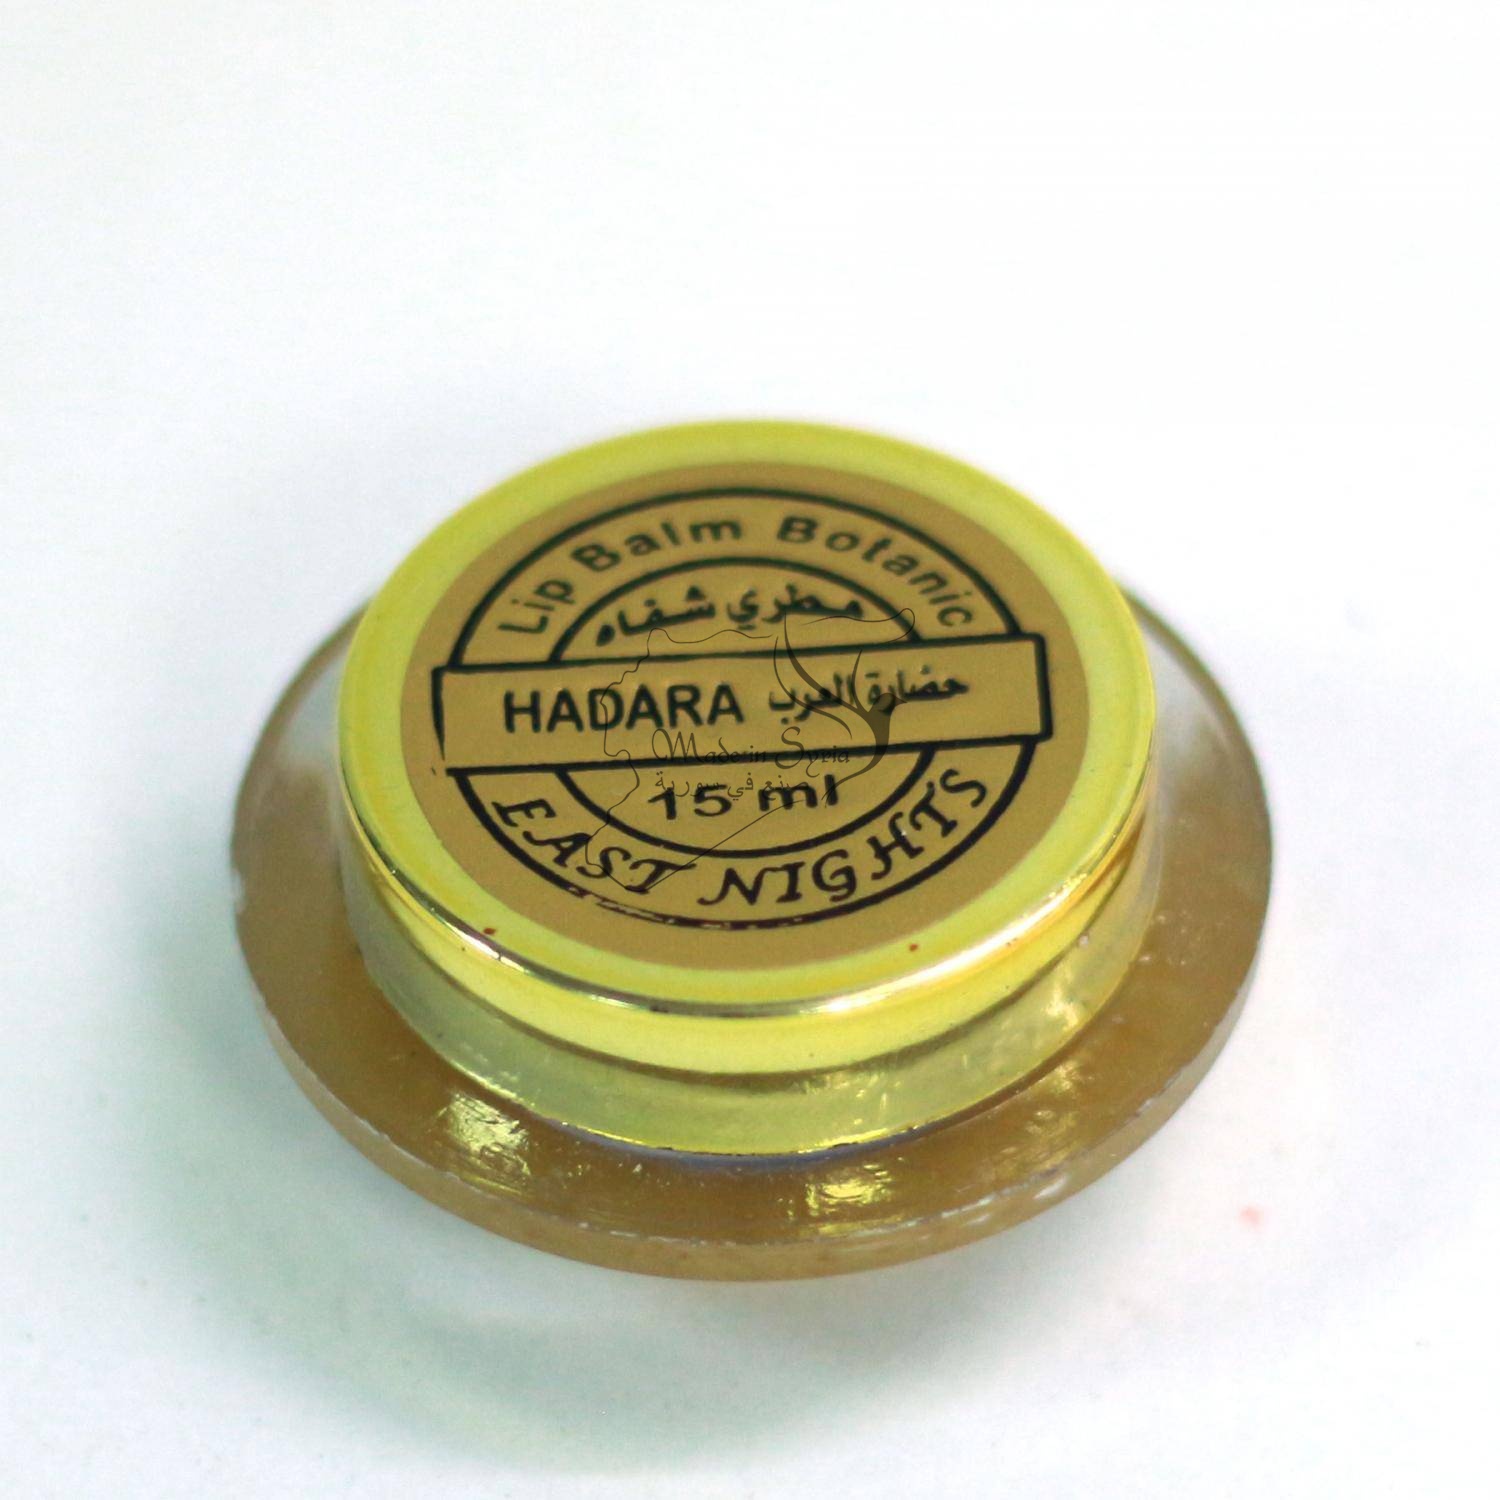 Lip Balm Botanic
مطري شفاه
HADARA حضارة العرب
Made in Syria
صنع في سورية
15 ml
EAST NIGHTS